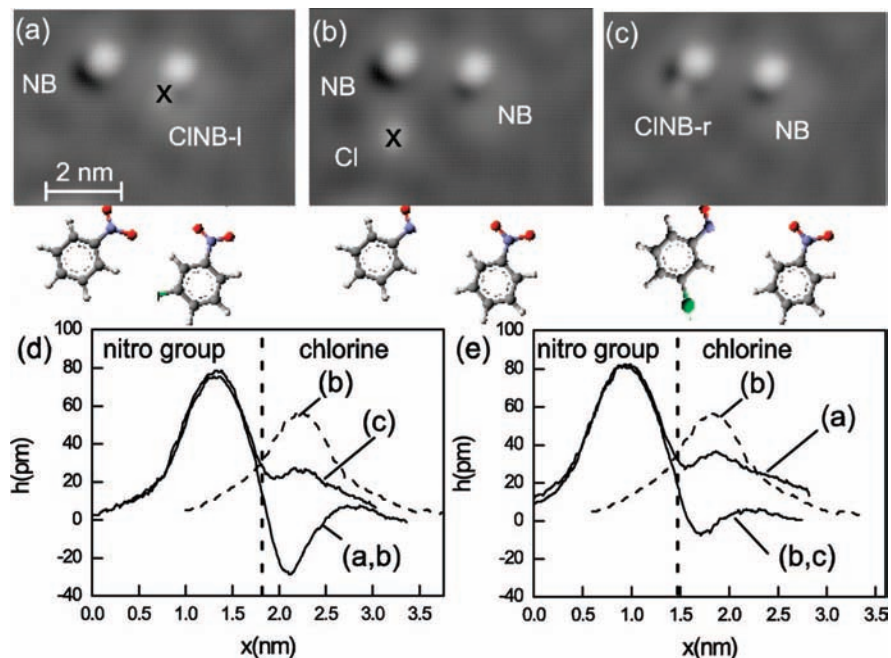 (a)
NB
X
ClNB-l
2 nm
(b)
NB
NB
Cl
X
(c)
ClNB-r
NB
(d)
nitro group
chlorine
(b)
(c)
(a,b)
h(pm)
100
80
60
40
20
0
-20
-40
0.0 0.5 1.0 1.5 2.0 2.5 3.0 3.5
x(nm)
(e)
nitro group
chlorine
(b)
(a)
(b,c)
h(pm)
100
80
60
40
20
0
-20
-40
0.0 0.5 1.0 1.5 2.0 2.5 3.0 3.5
x(nm)